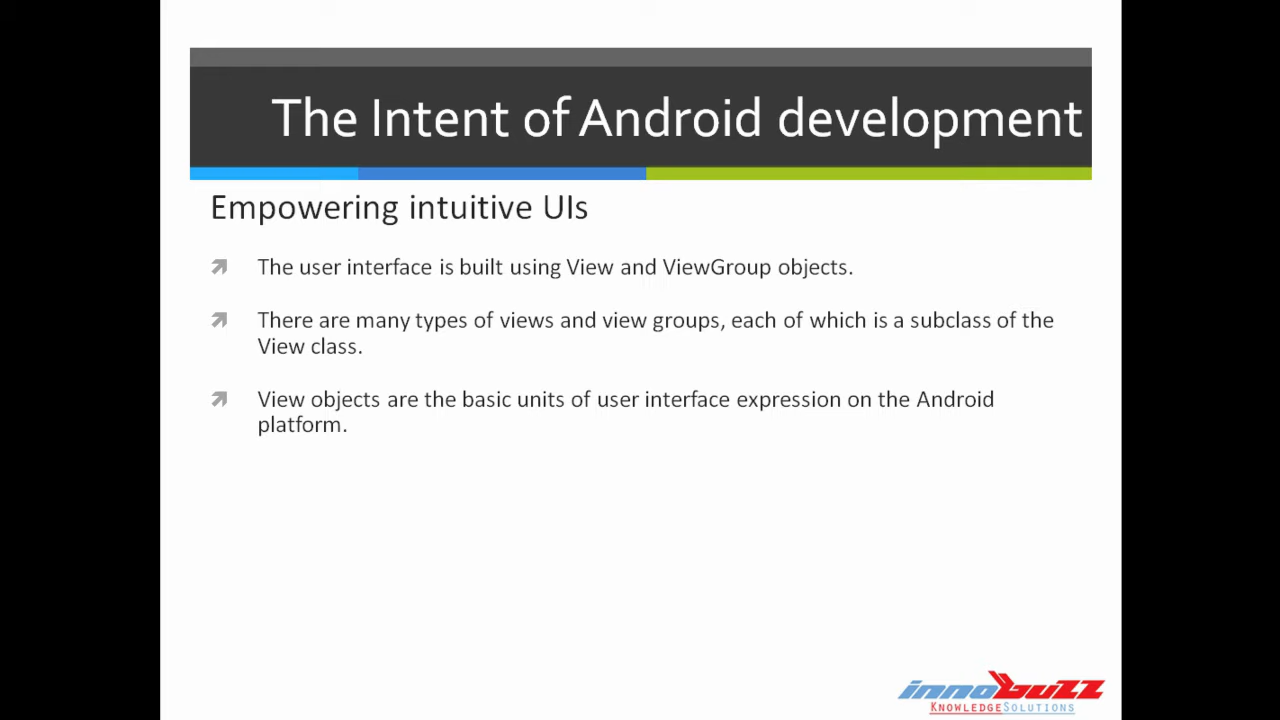 The Intent of Android development
Empowering intuitive UIs
The user interface is built using View and ViewGroup objects.
There are many types of views and view groups, each of which is a subclass of the
View class.
View objects are the basic units of user interface expression on the Android
platform.
innobuzz
KNOWLEDGESOLUTIONS